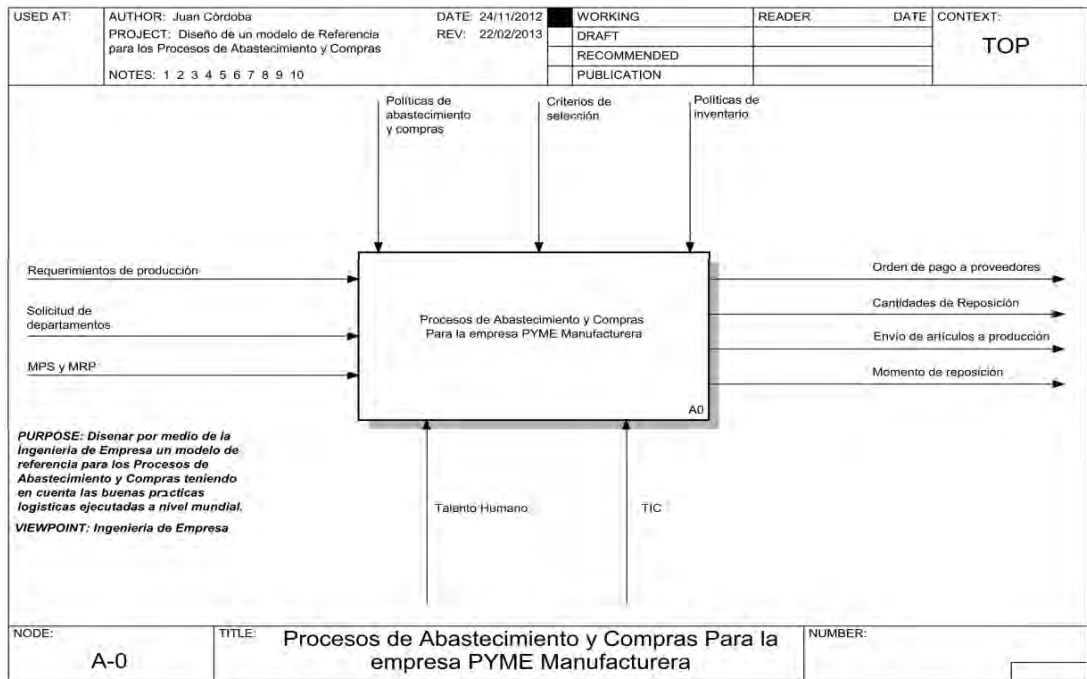 USED AT:
AUTHOR: Juan Córdoba
DATE: 24/11/2012
PROJECT: Diseño de un modelo de Referencia
para los Procesos de Abastecimiento y Compras
REV: 22/02/2013
NOTES: 1 2 3 4 5 6 7 8 9 10
WORKING
DRAFT
RECOMMENDED
PUBLICATION
READER
DATE
CONTEXT:
TOP
Políticas de
abastecimiento
y compras
Criterios de
selección
Políticas de
inventario
Requerimientos de producción
Solicitud de
departamentos
MPS y MRP
Procesos de Abastecimiento y Compras
Para la empresa PYME Manufacturera
A0
Orden de pago a proveedores
Cantidades de Reposición
Envío de artículos a producción
Momento de reposición
PURPOSE: Disenar por medio de la
Ingenieria de Empresa un modelo de
referencia para los Procesos de
Abastecimiento y Compras teniendo
en cuenta las buenas practicas
logisticas ejecutadas a nivel mundial.
VIEWPOINT: Ingenieria de Empresa
Talento Humano
TIC
NODE:
A-0
TITLE:
Procesos de Abastecimiento y Compras Para la
empresa PYME Manufacturera
NUMBER: